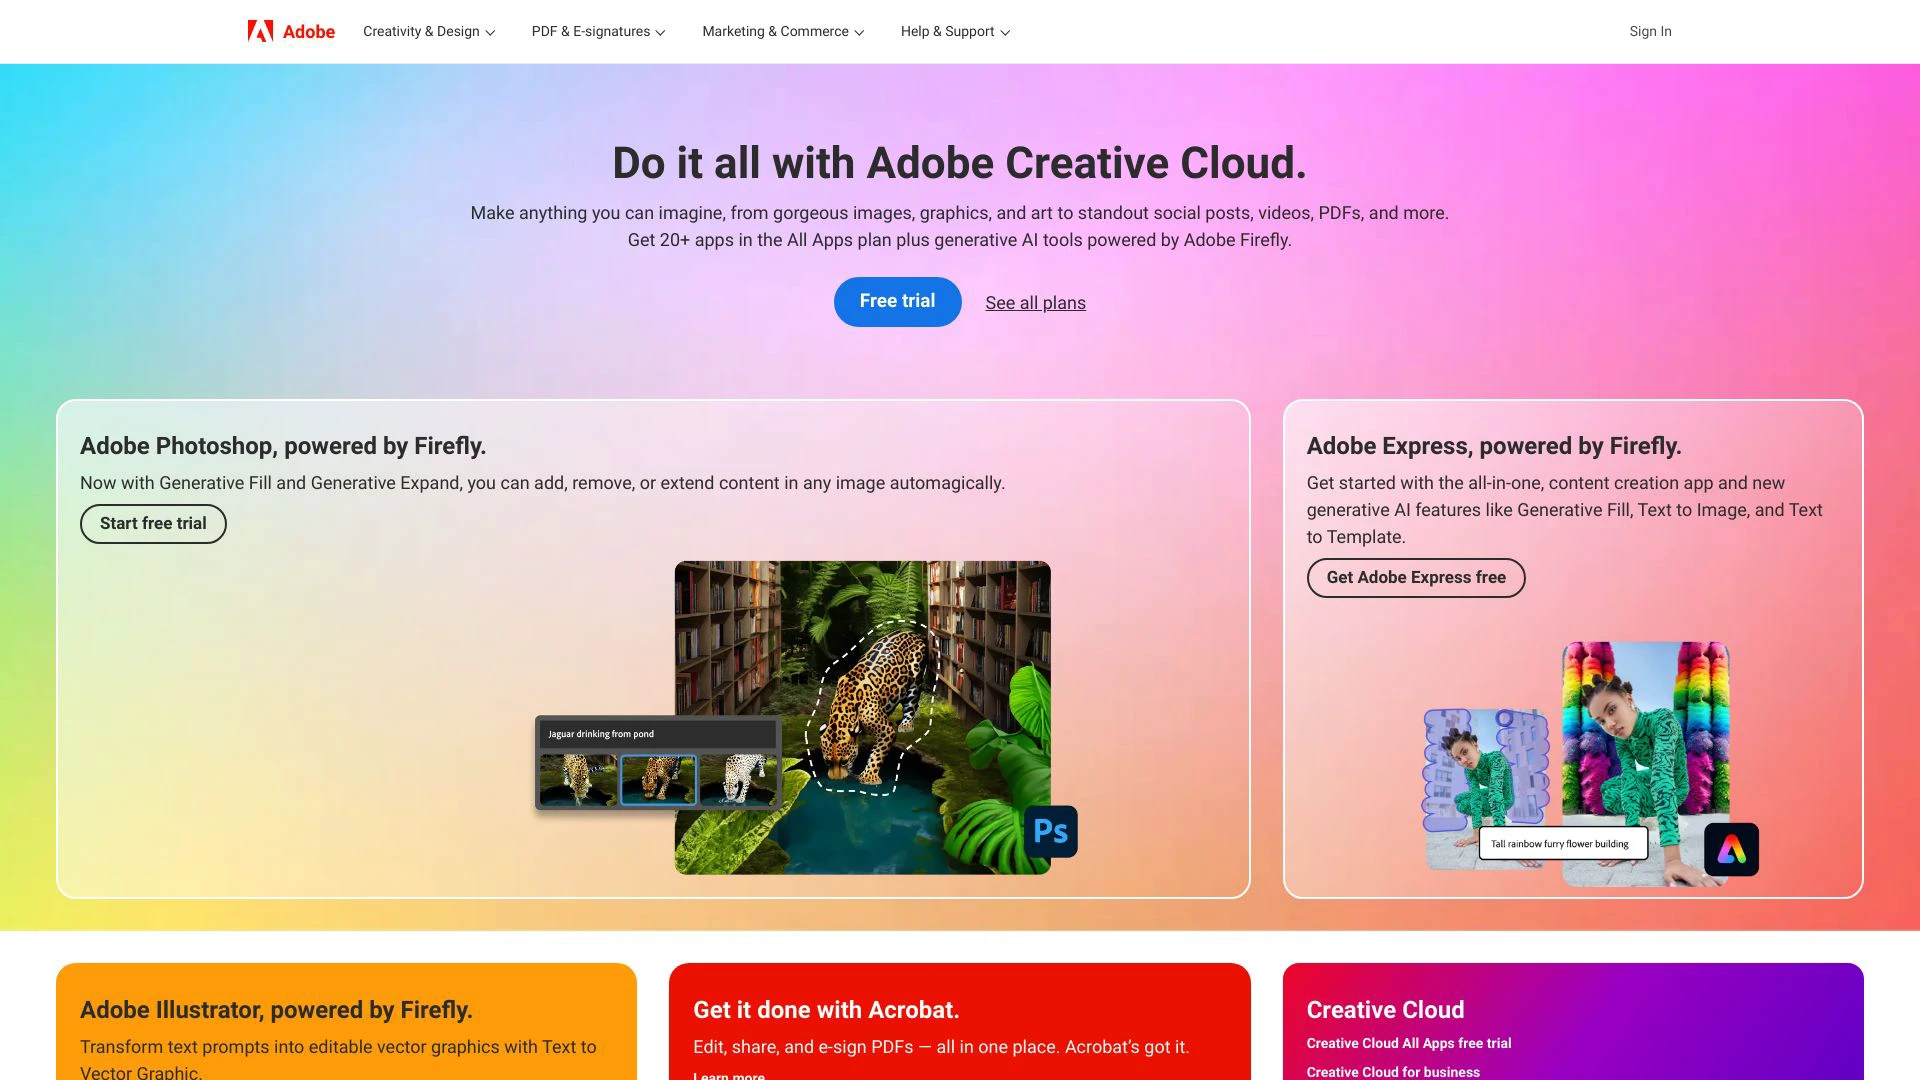 Adobe
Creativity & Design
PDF & E-signatures
Marketing & Commerce
Help & Support
Sign In
Do it all with Adobe Creative Cloud.
Make anything you can imagine, from gorgeous images, graphics, and art to standout social posts, videos, PDFs, and more.
Get 20+ apps in the All Apps plan plus generative AI tools powered by Adobe Firefly.
Free trial
See all plans
Adobe Photoshop, powered by Firefly.
Now with Generative Fill and Generative Expand, you can add, remove, or extend content in any image automagically.
Start free trial
Jaguar drinking from pond
Ps
Adobe Express, powered by Firefly.
Get started with the all-in-one, content creation app and new
generative AI features like Generative Fill, Text to Image, and Text
to Template.
Get Adobe Express free
Tall rainbow furry flower building
Adobe Illustrator, powered by Firefly.
Transform text prompts into editable vector graphics with Text to
Vector Graphic.
Get it done with Acrobat.
Edit, share, and e-sign PDFs — all in one place. Acrobat’s got it.
Learn more
Creative Cloud
Creative Cloud All Apps free trial
Creative Cloud for business